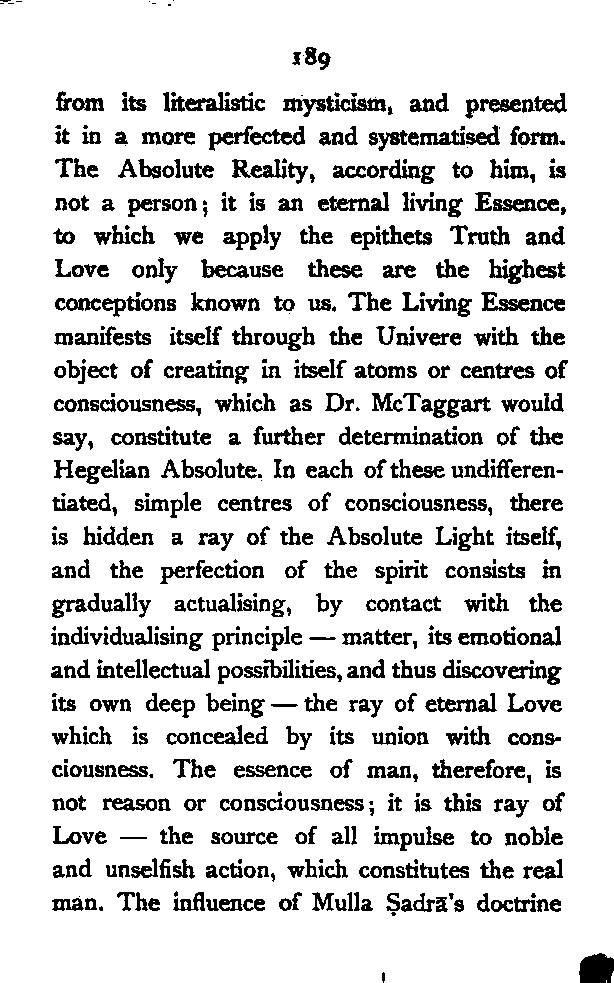 189
from its literalistic mysticism, and presented
it in a more perfected and systematised form.
The Absolute Reality, according to him, is
not a person; it is an eternal living Essence,
to which we apply the epithets Truth and
Love only because these are the highest
conceptions known to us. The Living Essence
manifests itself through the Univere with the
object of creating in itself atoms or centres of
consciousness, which as Dr. McTaggart would
say, constitute a further determination of the
Hegelian Absolute. In each of these undifferen-
tiated, simple centres of consciousness, there
is hidden a ray of the Absolute Light itself,
and the perfection of the spirit consists in
gradually actualising, by contact with the
individualising principle — matter, its emotional
and intellectual possibilities, and thus discovering
its own deep being — the ray of eternal Love
which is concealed by its union with cons-
ciousness. The essence of man, therefore, is
not reason or consciousness; it is this ray of
Love — the source of all impulse to noble
and unselfish action, which constitutes the real
man. The influence of Mulla Ṣadrā's doctrine